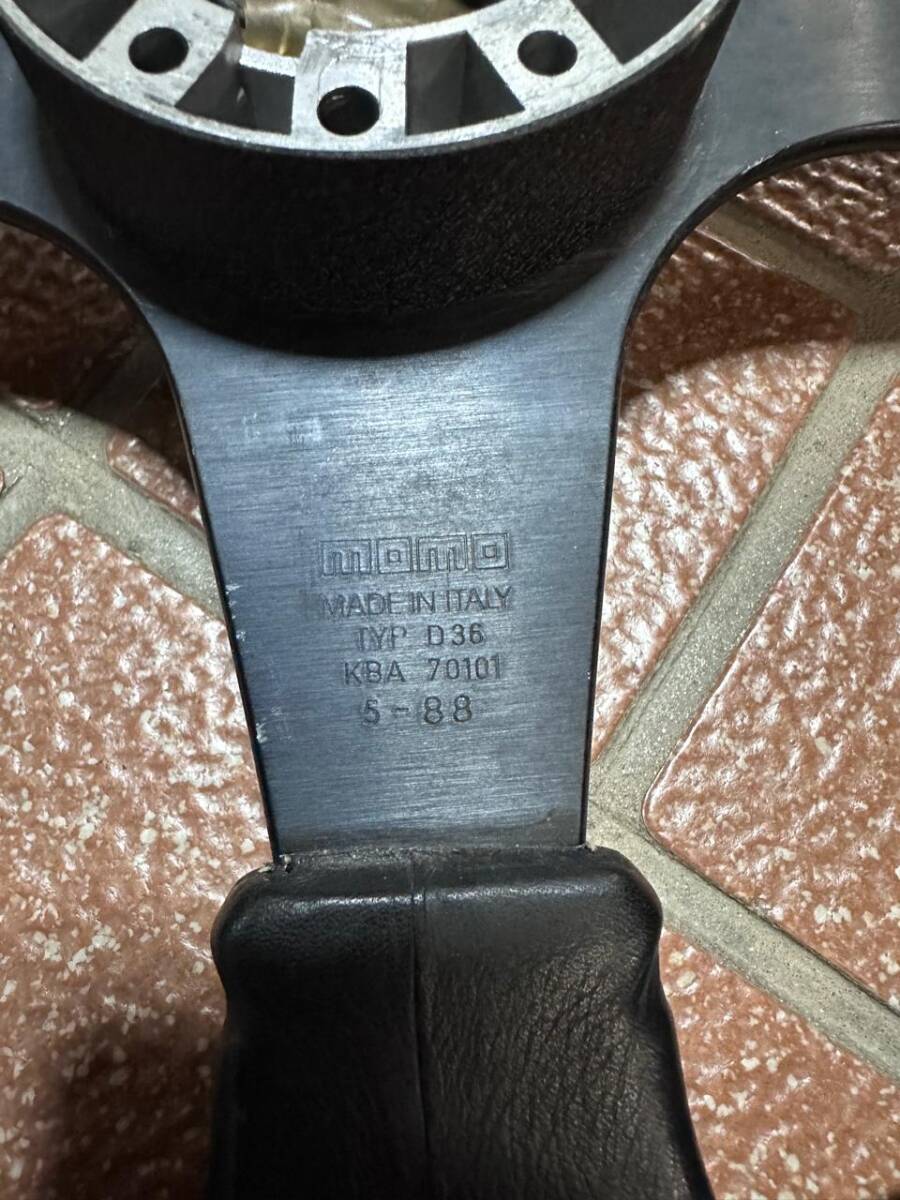 momo
MADE IN ITALY
TYP D36
KBA 70101
5-88